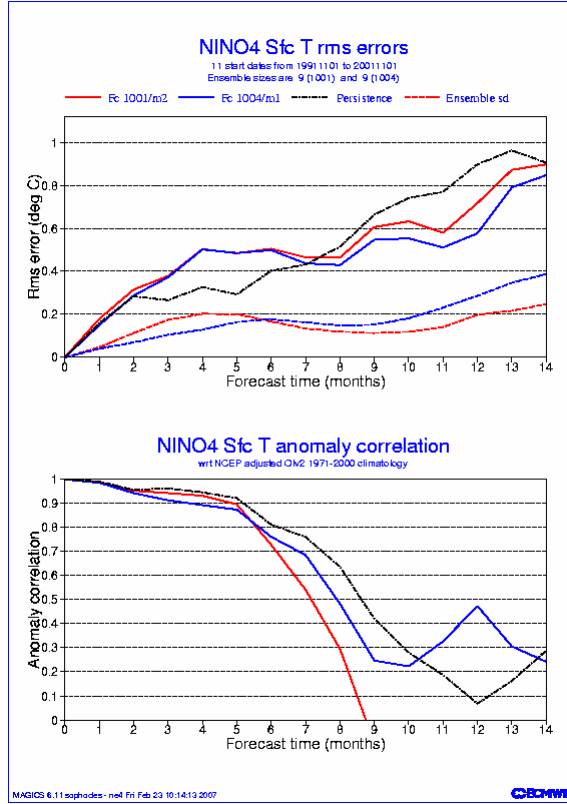 NINO4 Sfc T rms errors
11 start dates from 19911101 to 20011101
Ensemble sizes are 9 (1001) and 9 (1004)
Fc 1001/m2 Fc 1004/m1 Persistence Ensemble sd
Rms error (deg C)
1
0.8
0.6
0.4
0.2
0
0 1 2 3 4 5 6 7 8 9 10 11 12 13 14
Forecast time (months)
NINO4 Sfc T anomaly correlation
wrt NCEP adjusted OIv2 1971-2000 climatology
Anomaly correlation
1
0.9
0.8
0.7
0.6
0.5
0.4
0.3
0.2
0.1
0
0 1 2 3 4 5 6 7 8 9 10 11 12 13 14
Forecast time (months)
MAGICS 6.11 sophocles - ne4 Fri Feb 23 10:14:13 2007
ECMWF